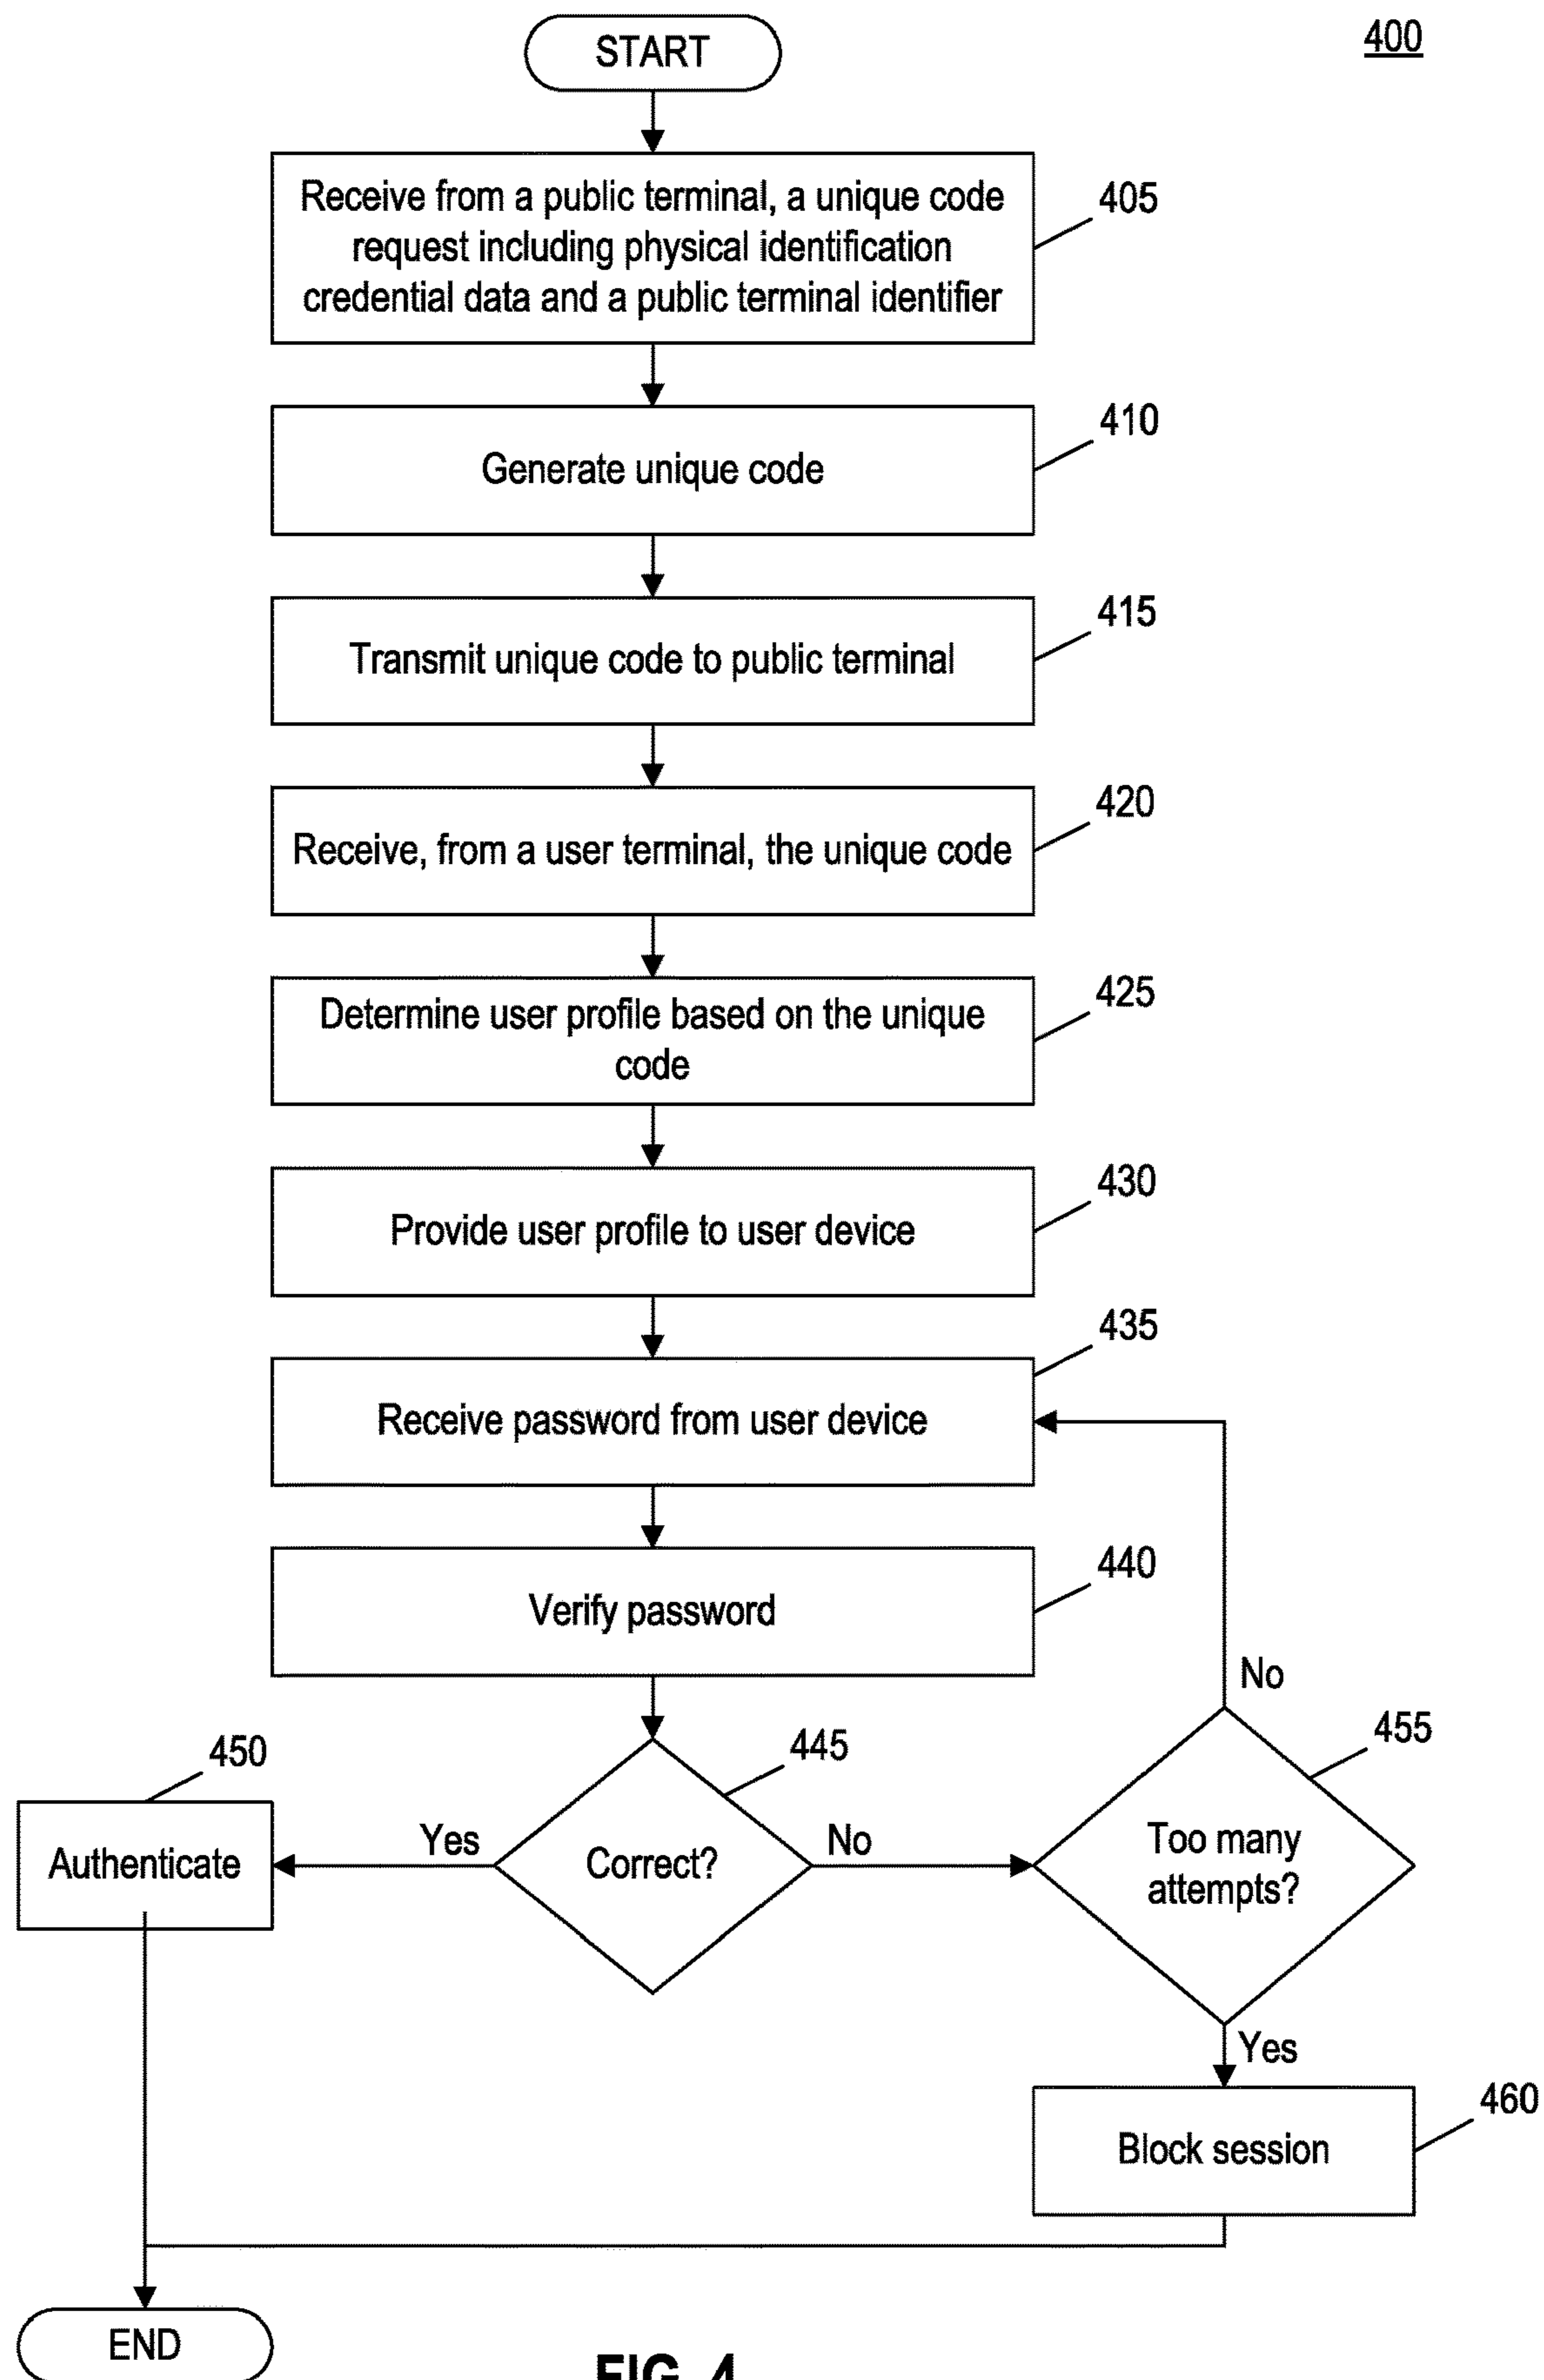 START
400
Receive from a public terminal, a unique code
request including physical identification
credential data and a public terminal identifier
405
Generate unique code
410
Transmit unique code to public terminal
415
Receive, from a user terminal, the unique code
420
Determine user profile based on the unique
code
425
Provide user profile to user device
430
Receive password from user device
435
Verify password
440
No
450
445
455
Authenticate
Yes
Correct?
No
Too many
attempts?
Yes
Block session
460
END
FIG. 4